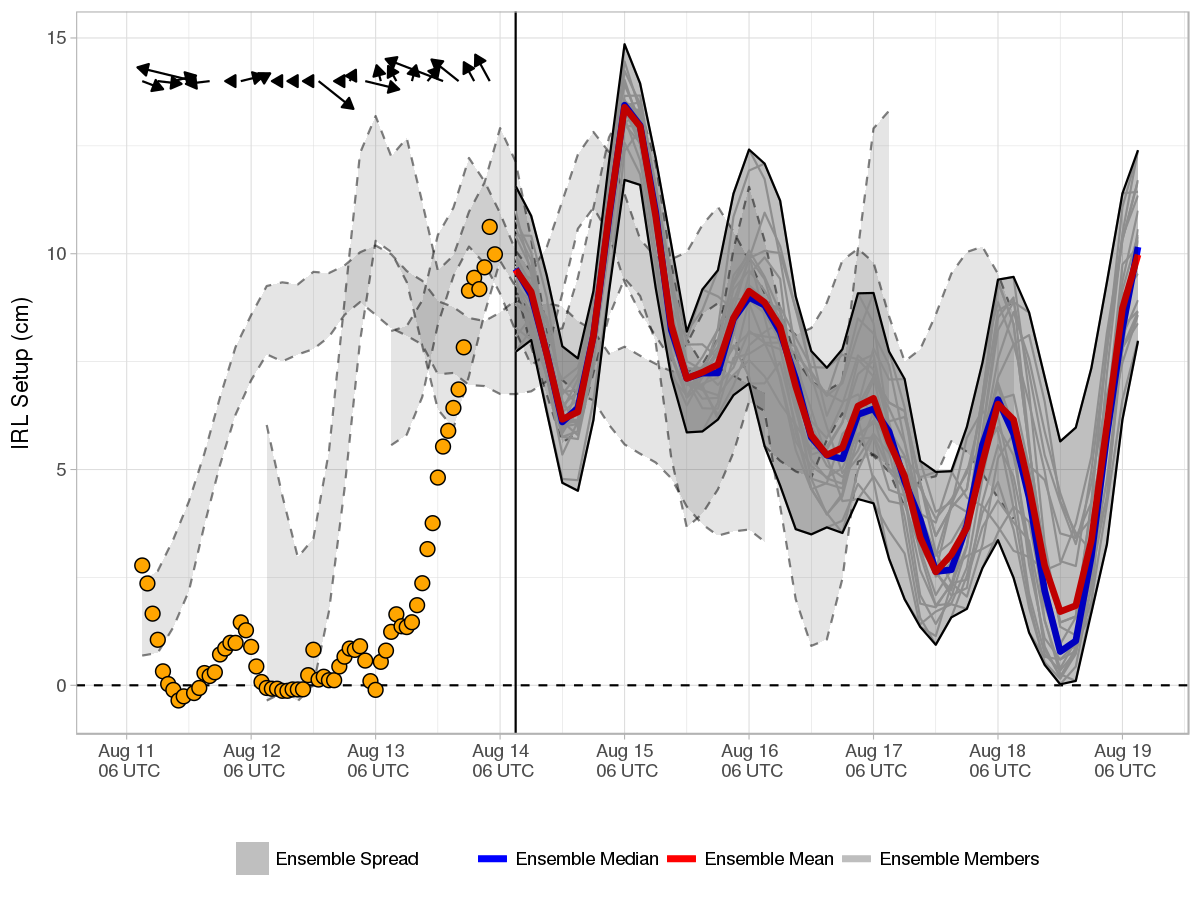 IRL Setup (cm)
15
10
5
0
Aug 11 Aug 12 Aug 13 Aug 14 Aug 15 Aug 16 Aug 17 Aug 18 Aug 19
06 UTC 06 UTC 06 UTC 06 UTC 06 UTC 06 UTC 06 UTC 06 UTC 06 UTC
Ensemble Spread Ensemble Median Ensemble Mean Ensemble Members